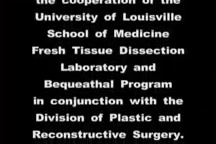 the cooperation of the
University of Louisville
School of Medicine
Fresh Tissue Dissection
Laboratory and
Bequeathal Program
in conjunction with the
Division of Plastic and
Reconstructive Surgery.